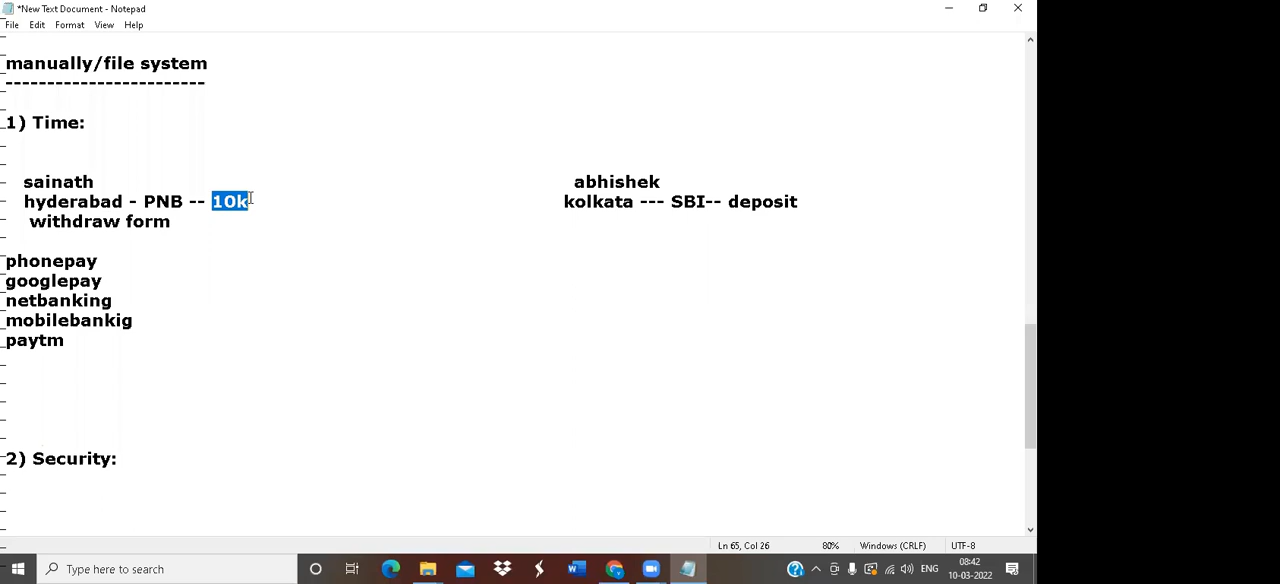 *New Text Document - Notepad
File Edit Format View Help
manually/file system
-----------------------
1) Time:
sainath abhishek
hyderabad - PNB -- 10k kolkata --- SBI-- deposit
withdraw form
phonepay
googlepay
netbanking
mobilebankig
paytm
2) Security:
Ln 65, Col 26 80% Windows (CRLF) UTF-8
Type here to search ENG 08:42
10-03-2022